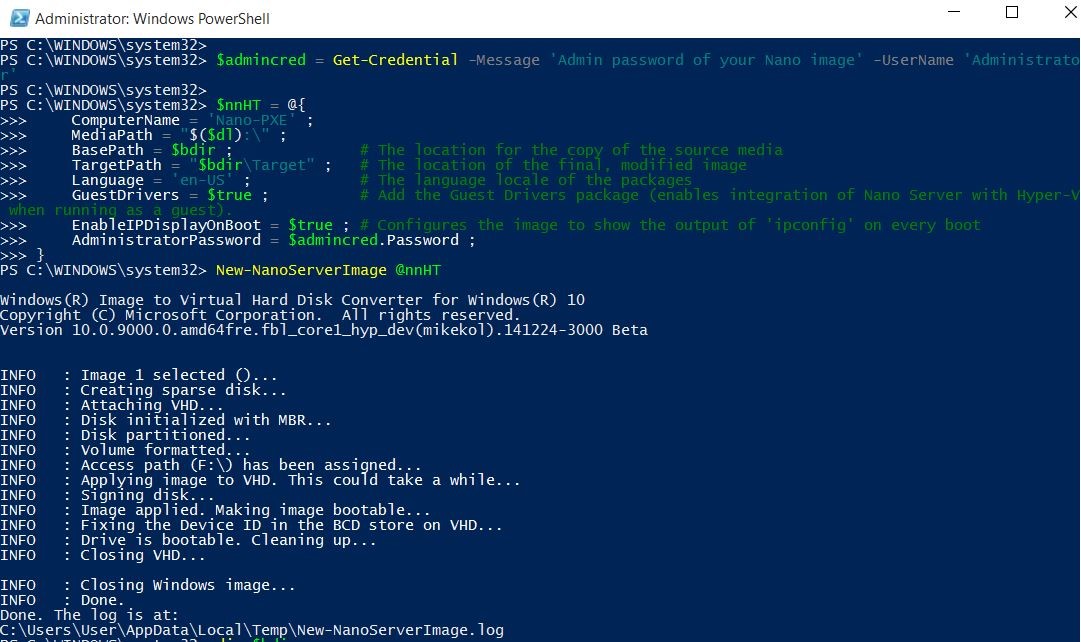 Administrator: Windows PowerShell
PS C:\WINDOWS\system32>
PS C:\WINDOWS\system32> $admincred = Get-Credential -Message 'Admin password of your Nano image' -UserName 'Administrato
r'
PS C:\WINDOWS\system32>
PS C:\WINDOWS\system32> $nnHT = @{
>>>     ComputerName = 'Nano-PXE' ;
>>>     MediaPath = "$($dl):\" ;
>>>     BasePath = $bdir ;              # The location for the copy of the source media
>>>     TargetPath = "$bdir\Target" ;   # The location of the final, modified image
>>>     Language = 'en-US' ;            # The language locale of the packages
>>>     GuestDrivers = $true ;          # Add the Guest Drivers package (enables integration of Nano Server with Hyper-V
 when running as a guest).
>>>     EnableIPDisplayOnBoot = $true ; # Configures the image to show the output of 'ipconfig' on every boot
>>>     AdministratorPassword = $admincred.Password ;
>>> }
PS C:\WINDOWS\system32> New-NanoServerImage @nnHT
Windows(R) Image to Virtual Hard Disk Converter for Windows(R) 10
Copyright (C) Microsoft Corporation.  All rights reserved.
Version 10.0.9000.0.amd64fre.fbl_core1_hyp_dev(mikekol).141224-3000 Beta
INFO   : Image 1 selected ()...
INFO   : Creating sparse disk...
INFO   : Attaching VHD...
INFO   : Disk initialized with MBR...
INFO   : Disk partitioned...
INFO   : Volume formatted...
INFO   : Access path (F:\) has been assigned...
INFO   : Applying image to VHD. This could take a while...
INFO   : Signing disk...
INFO   : Image applied. Making image bootable...
INFO   : Fixing the Device ID in the BCD store on VHD...
INFO   : Drive is bootable. Cleaning up...
INFO   : Closing VHD...
INFO   : Closing Windows image...
INFO   : Done.
Done. The log is at:
C:\Users\User\AppData\Local\Temp\New-NanoServerImage.log